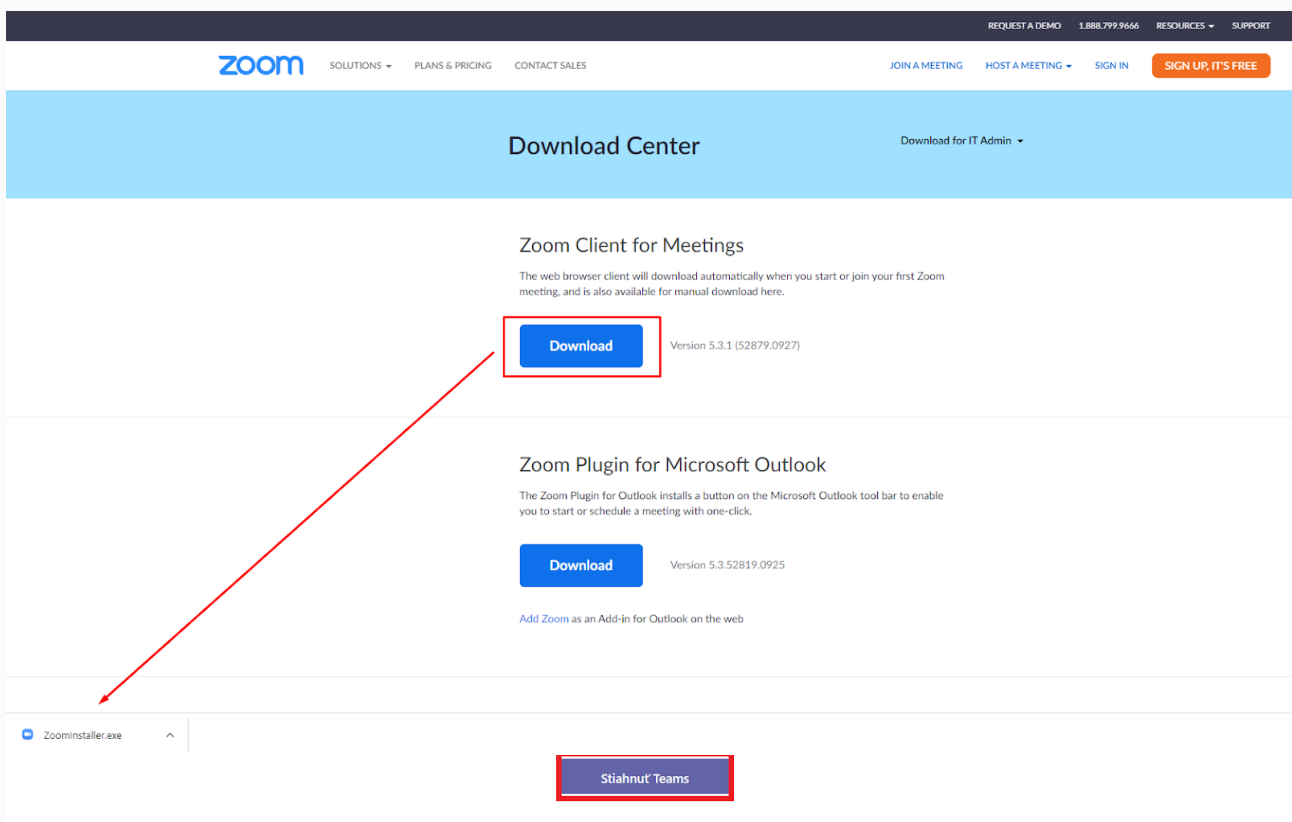 REQUEST A DEMO 1.888.799.9666 RESOURCES SUPPORT
zoom SOLUTIONS PLANS & PRICING CONTACT SALES JOIN A MEETING HOST A MEETING SIGN IN SIGN UP, IT'S FREE
Download Center Download for IT Admin
Zoom Client for Meetings
The web browser client will download automatically when you start or join your first Zoom
meeting, and is also available for manual download here.
Download Version 5.3.1 (52879.0927)
Zoom Plugin for Microsoft Outlook
The Zoom Plugin for Outlook installs a button on the Microsoft Outlook tool bar to enable
you to start or schedule a meeting with one-click.
Download Version 5.3.52819.0925
Add Zoom as an Add-in for Outlook on the web
ZoomInstaller.exe
Stiahnuť Teams